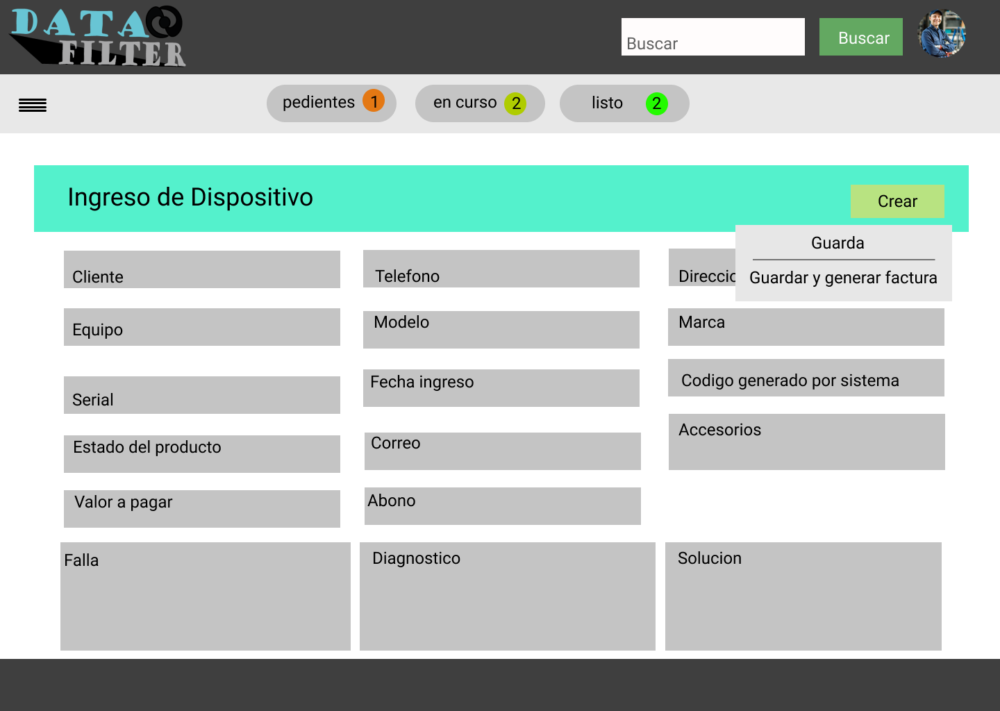 DATA
FILTER
Buscar
Buscar
pedientes 1
en curso 2
listo 2
Ingreso de Dispositivo
Crear
Guarda
Guardar y generar factura
Cliente
Telefono
Direccio
Equipo
Modelo
Marca
Serial
Fecha ingreso
Codigo generado por sistema
Estado del producto
Correo
Accesorios
Valor a pagar
Abono
Falla
Diagnostico
Solucion